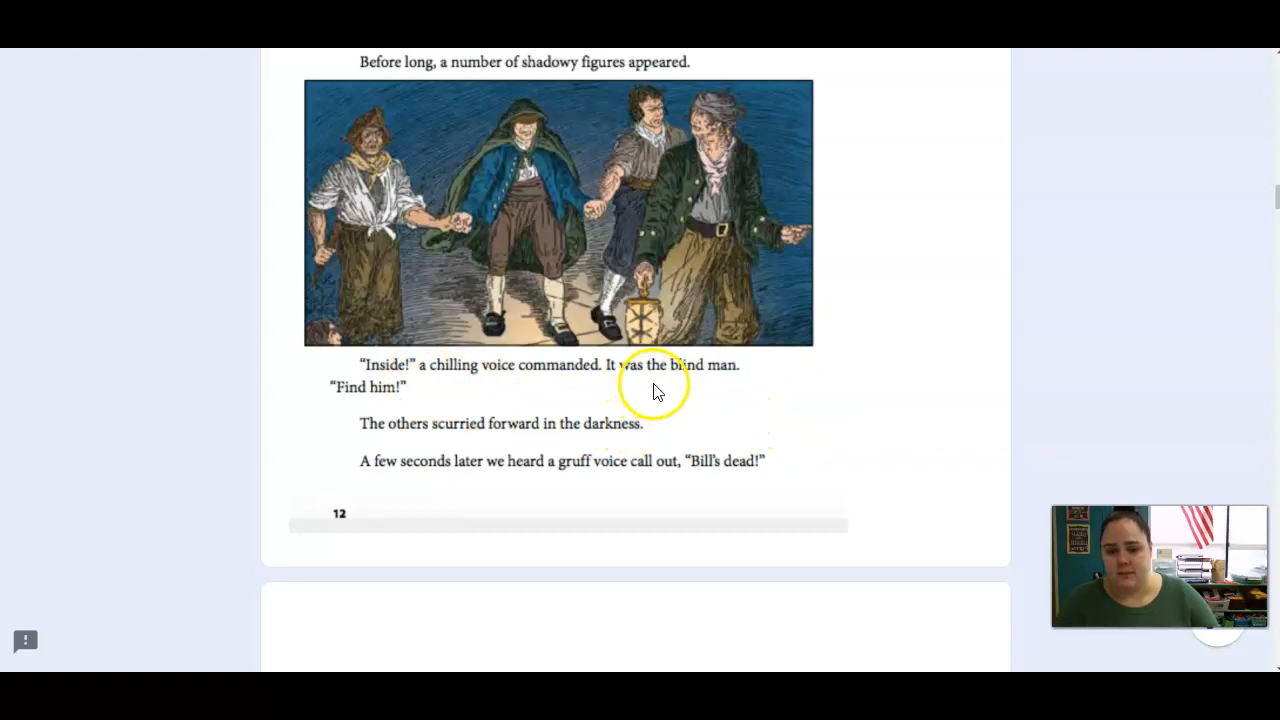 Before long, a number of shadowy figures appeared.
“Inside!” a chilling voice commanded. It was the blind man.
“Find him!”
The others scurried forward in the darkness.
A few seconds later we heard a gruff voice call out, “Bill’s dead!”
12